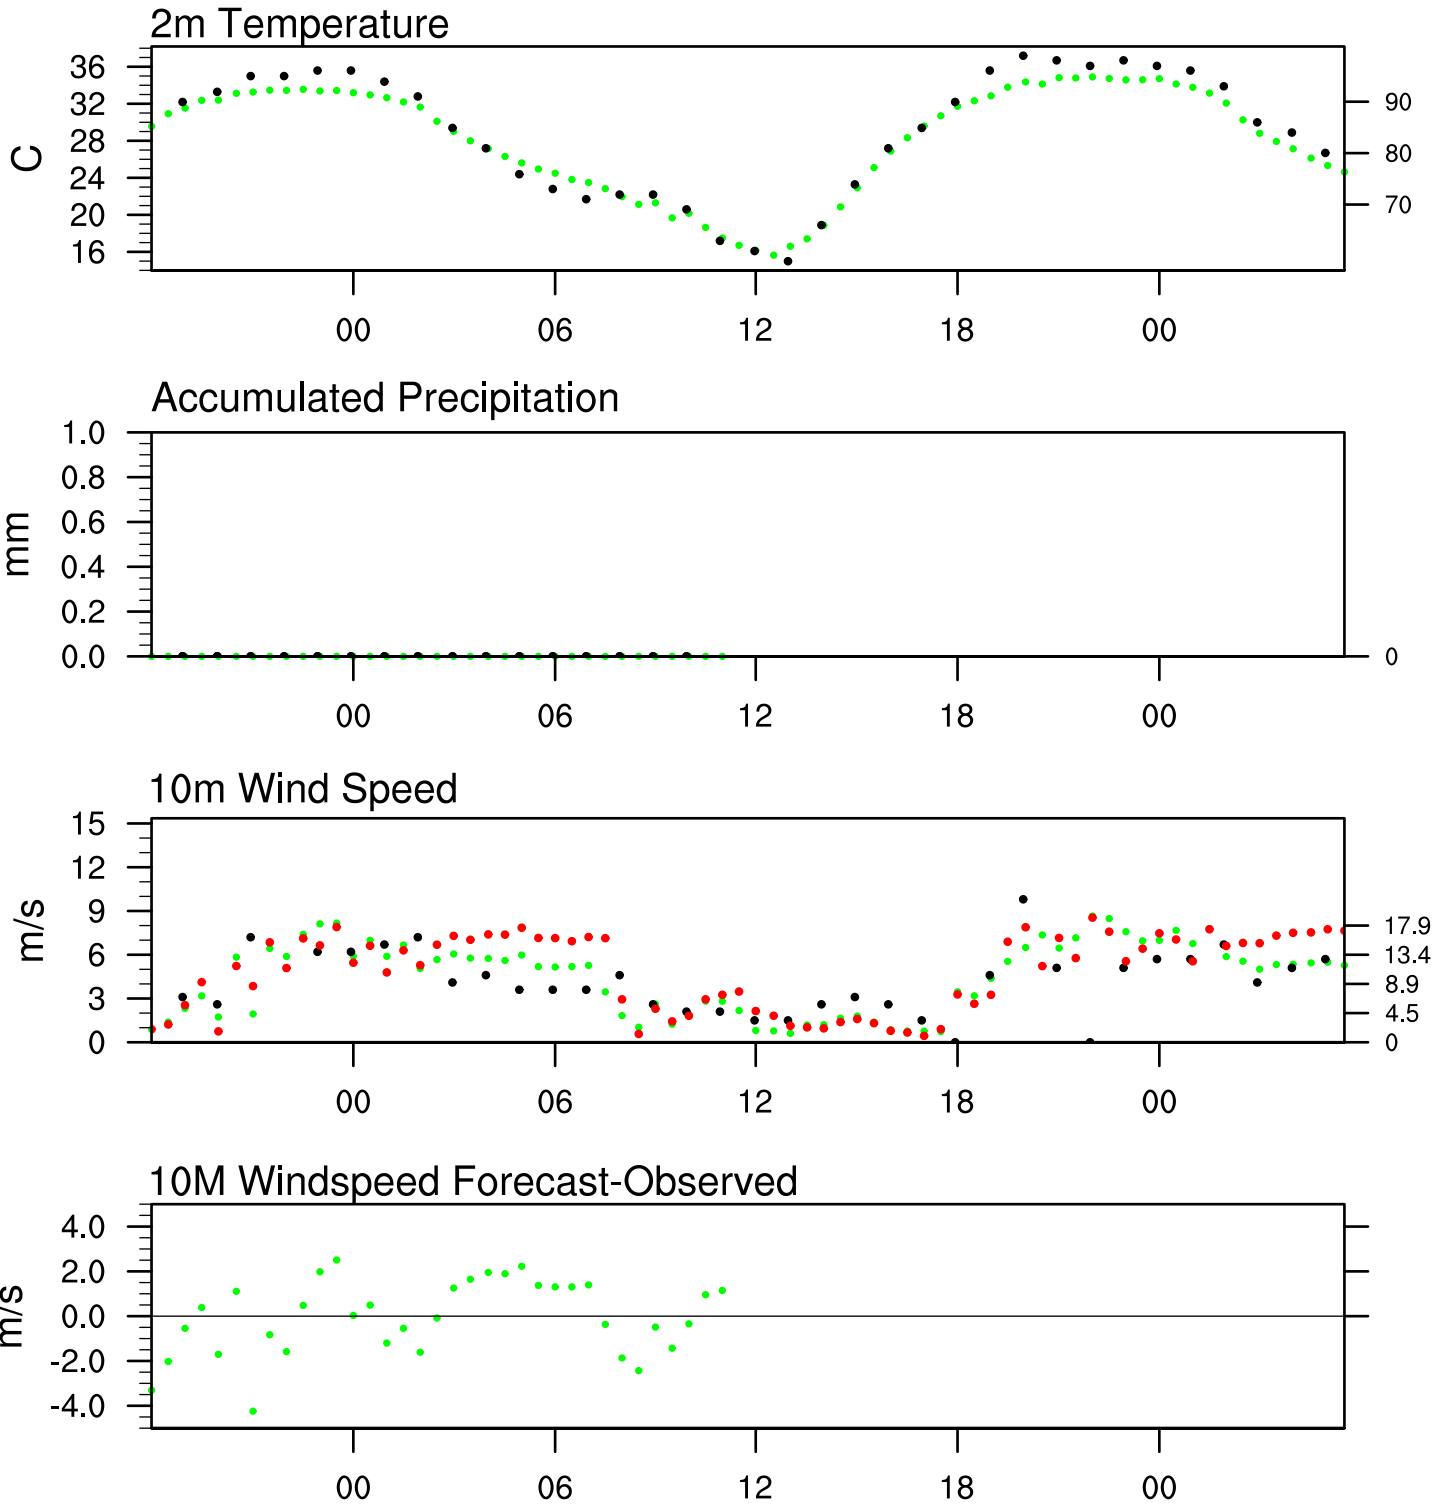 2m Temperature
36
32
28
24
20
16
C
90
80
70
00 06 12 18 00
Accumulated Precipitation
1.0
0.8
0.6
0.4
0.2
0.0
mm
0
00 06 12 18 00
10m Wind Speed
15
12
9
6
3
0
m/s
17.9
13.4
8.9
4.5
0
00 06 12 18 00
10M Windspeed Forecast-Observed
4.0
2.0
0.0
-2.0
-4.0
m/s
00 06 12 18 00